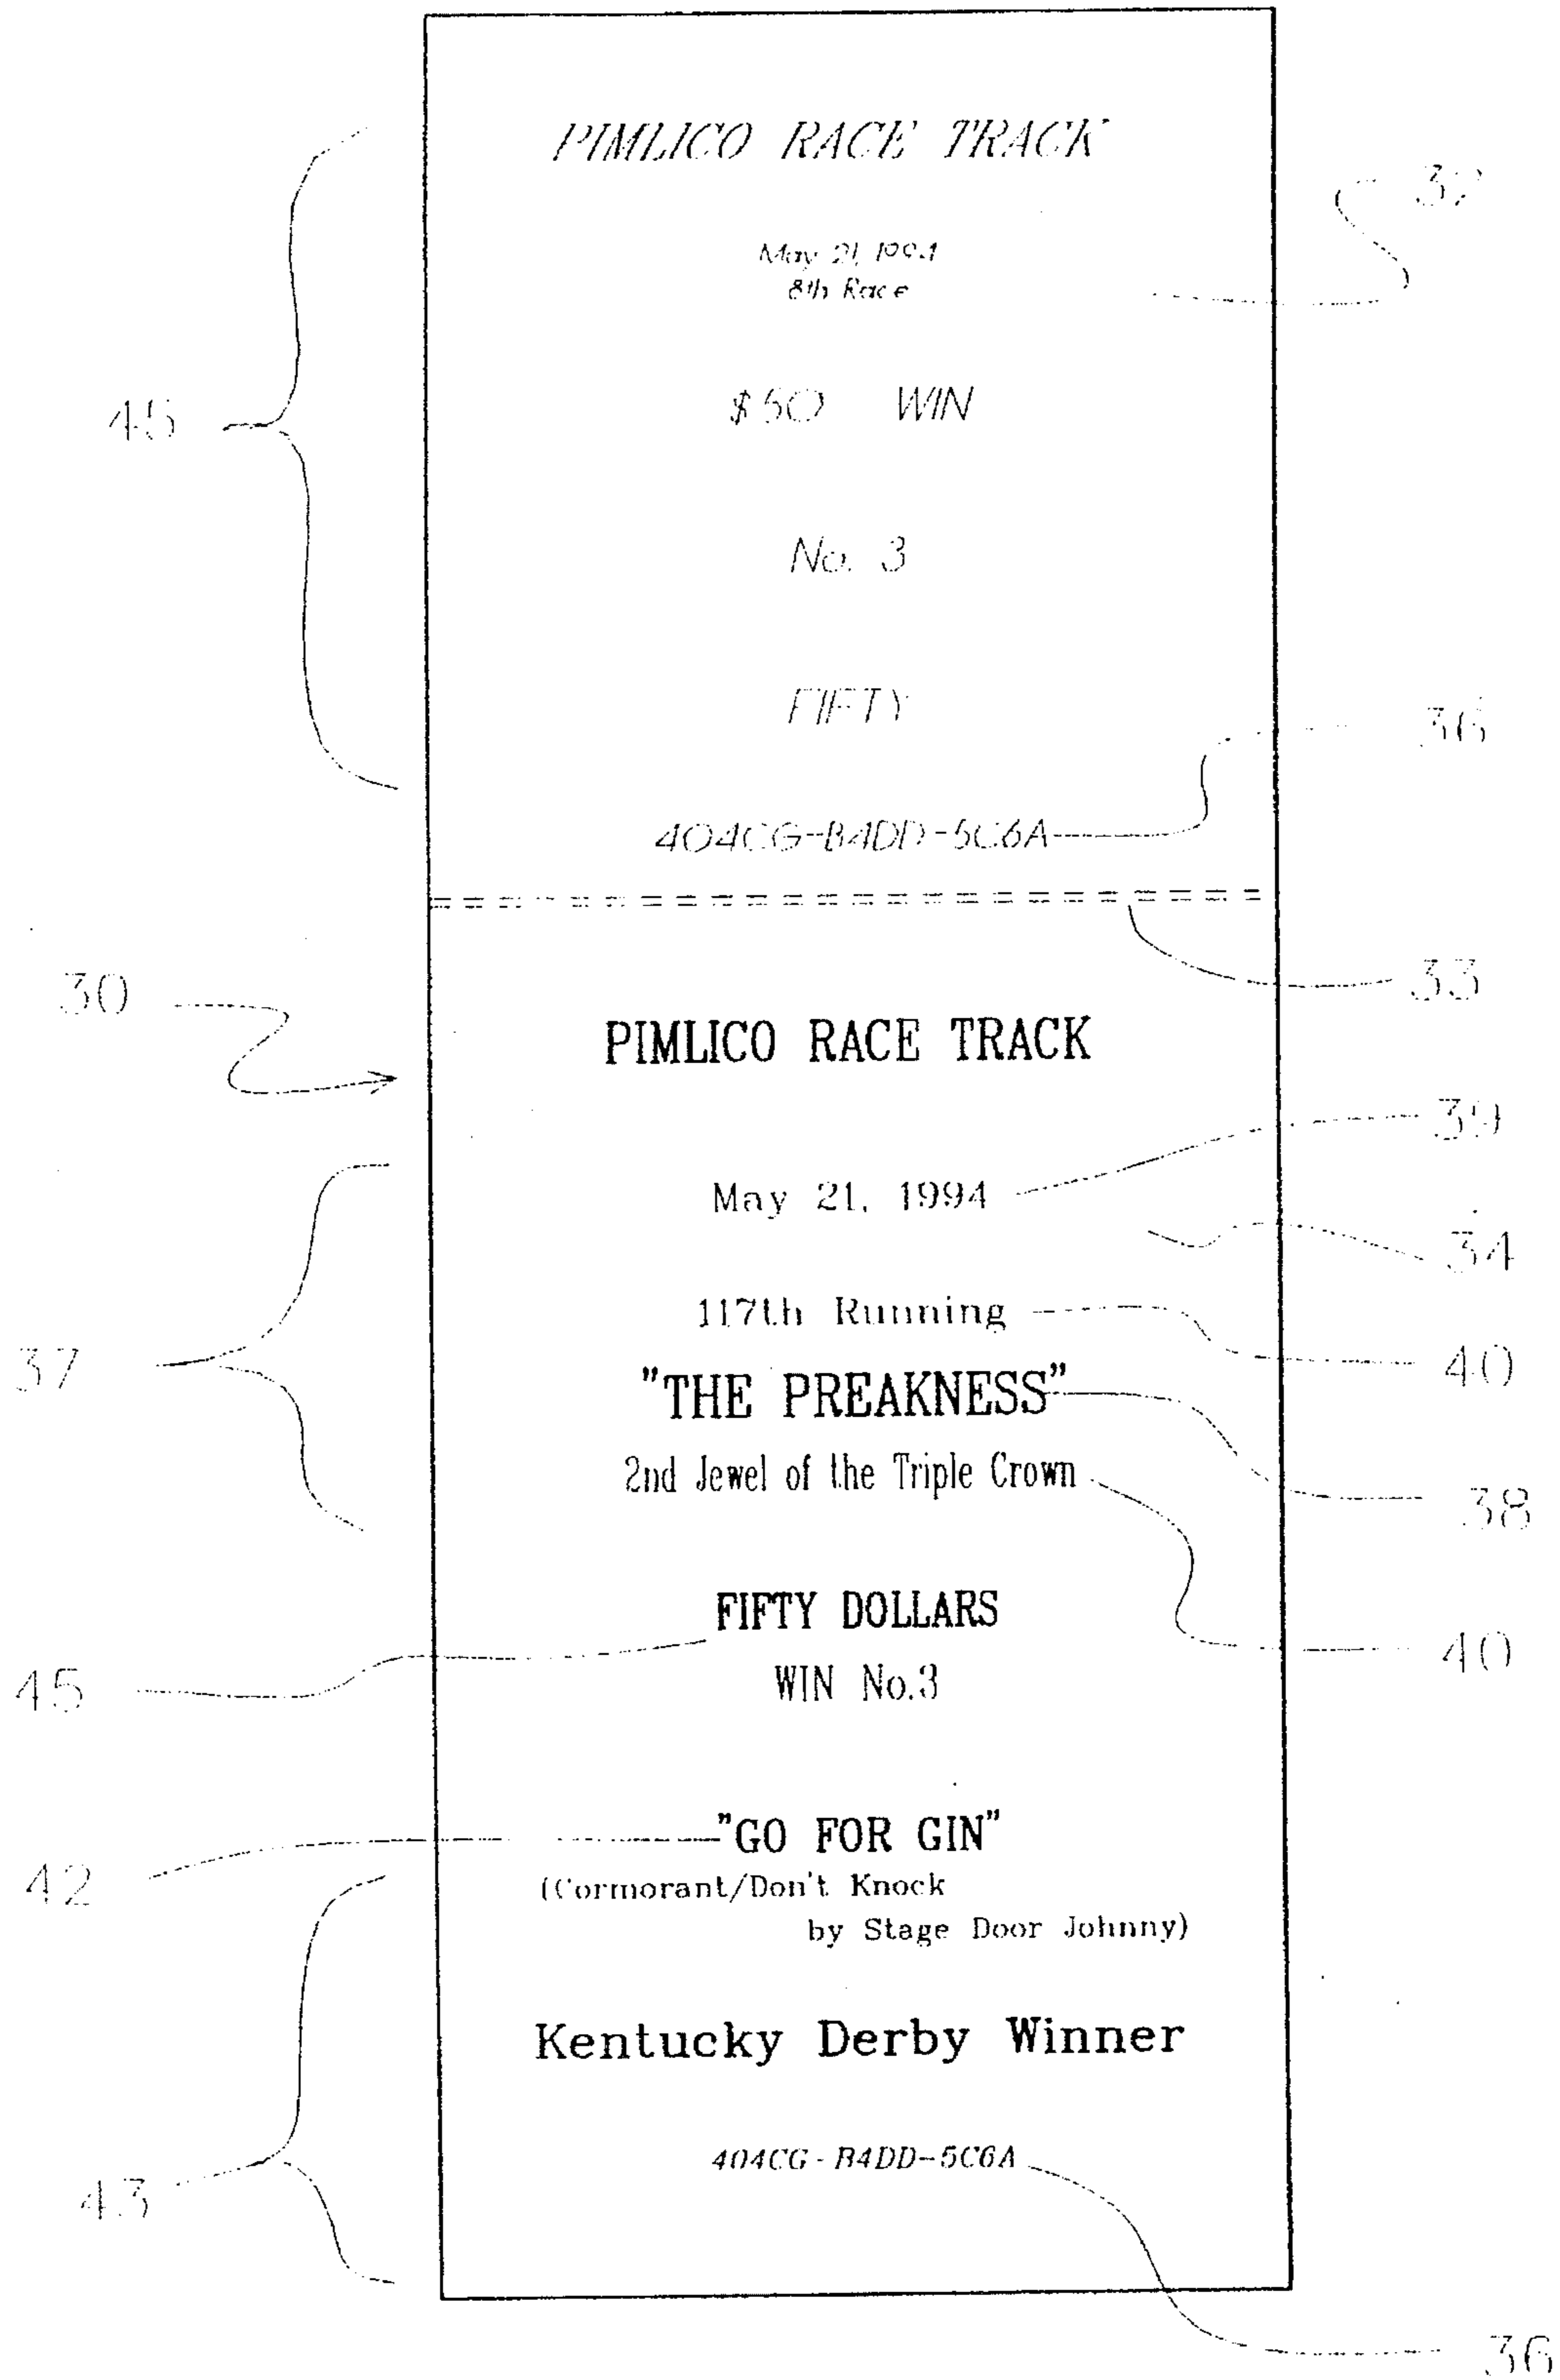 PIMLICO RACE TRACK
32
May 21, 1994
8th Race
$50 WIN
45
No. 3
FIFTY
36
404CG-B4DD-5C6A
33
30
PIMLICO RACE TRACK
39
May 21, 1994
34
117th Running
40
37
"THE PREAKNESS"
2nd Jewel of the Triple Crown
38
FIFTY DOLLARS
40
45
WIN No.3
"GO FOR GIN"
42
(Cormorant/Don't Knock
by Stage Door Johnny)
Kentucky Derby Winner
404CG-B4DD-5C6A
43
36